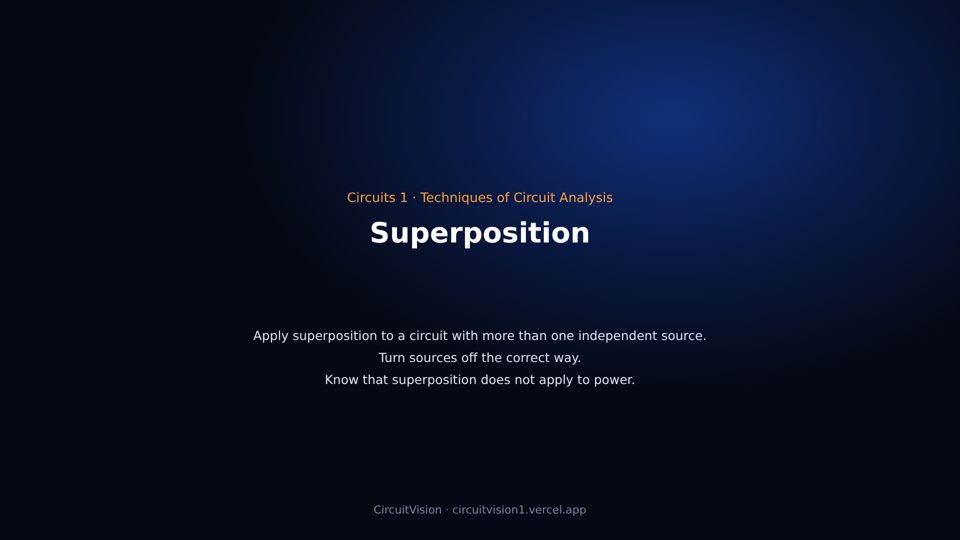 Circuits 1 · Techniques of Circuit Analysis
Superposition
Apply superposition to a circuit with more than one independent source.
Turn sources off the correct way.
Know that superposition does not apply to power.
CircuitVision · circuitvision1.vercel.app